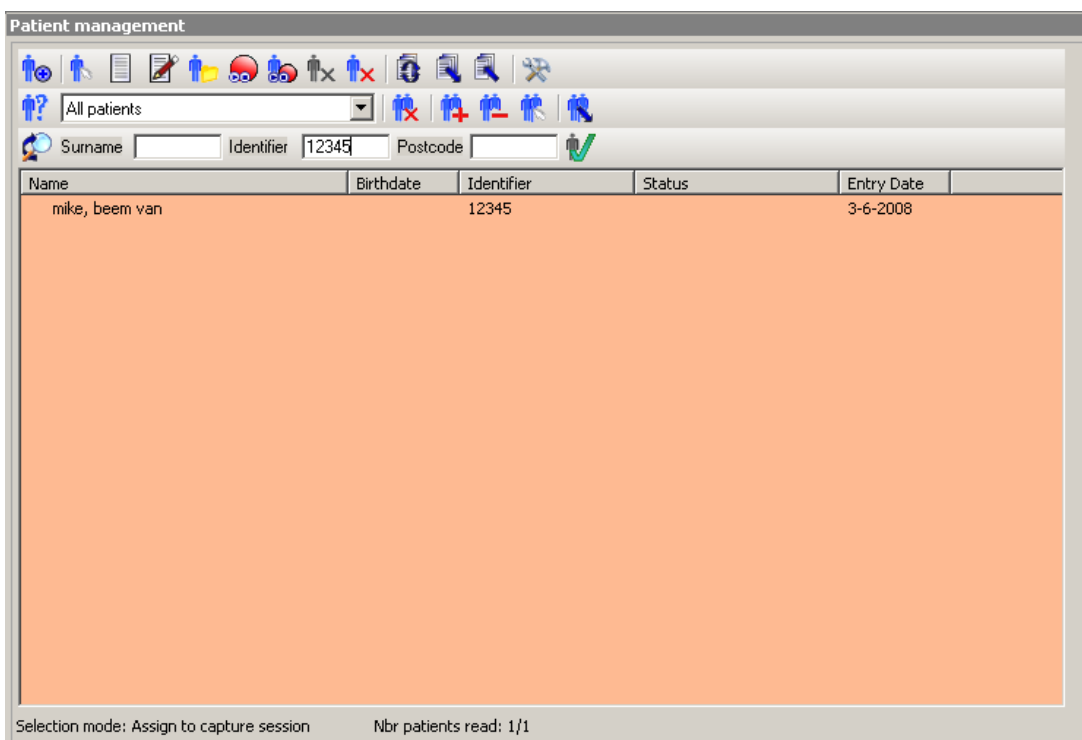 Patient management
All patients
Surname Identifier 12345 Postcode
Name Birthdate Identifier Status Entry Date
mike, beem van 12345 3-6-2008
Selection mode: Assign to capture session Nbr patients read: 1/1